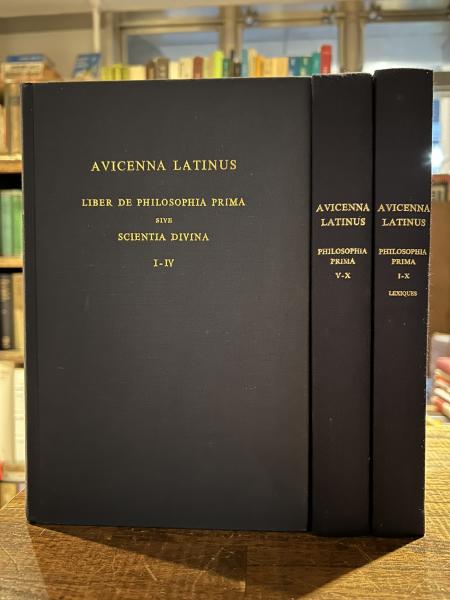 AVICENNA LATINUS
LIBER DE PHILOSOPHIA PRIMA
SIVE
SCIENTIA DIVINA
I-IV
AVICENNA
LATINUS
PHILOSOPHIA
PRIMA
V-X
AVICENNA
LATINUS
PHILOSOPHIA
PRIMA
I-X
LEXIQUES